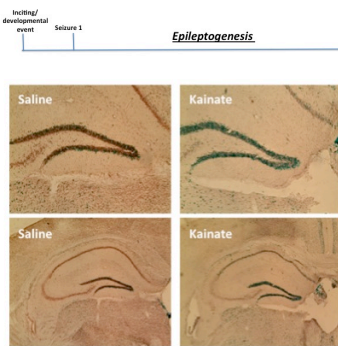 Inciting/
developmental
event
Seizure 1
Epileptogenesis
Saline
Kainate
Saline
Kainate